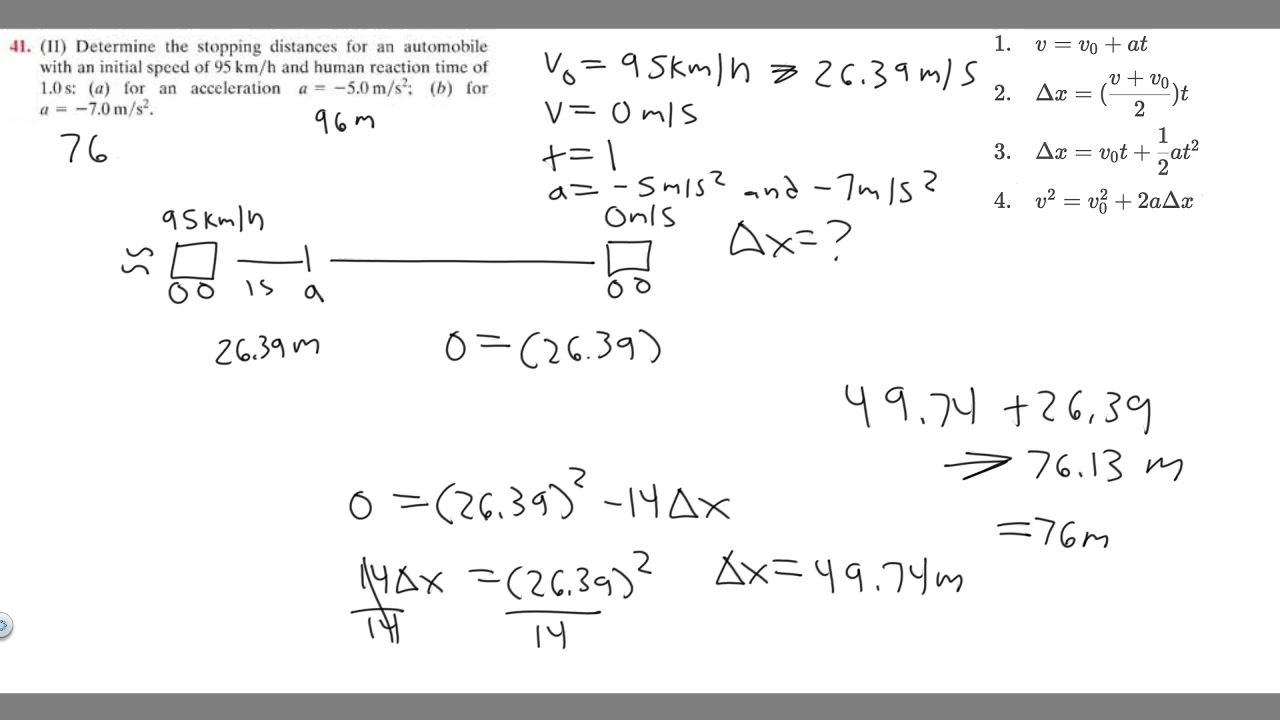 41. (II) Determine the stopping distances for an automobile
with an initial speed of 95 km/h and human reaction time of
1.0 s: (a) for an acceleration a = −5.0 m/s²; (b) for
a = −7.0 m/s².
96m
76
V₀ = 95km/h → 26.39m/s
V= 0 m/s
t=1
a= -5m/s² and -7m/s²
1. v = v₀ + at
2. Δx = ((v + v₀)/2)t
3. Δx = v₀t + 1/2 at²
4. v² = v₀² + 2aΔx
95km/h
0m/s
Δx=?
1s
a
26.39m
0=(26.39)
49.74 +26.39
→ 76.13 m
=76m
0 =(26.39)² -14Δx
14Δx/14 =(26.39)²/14
Δx=49.74m